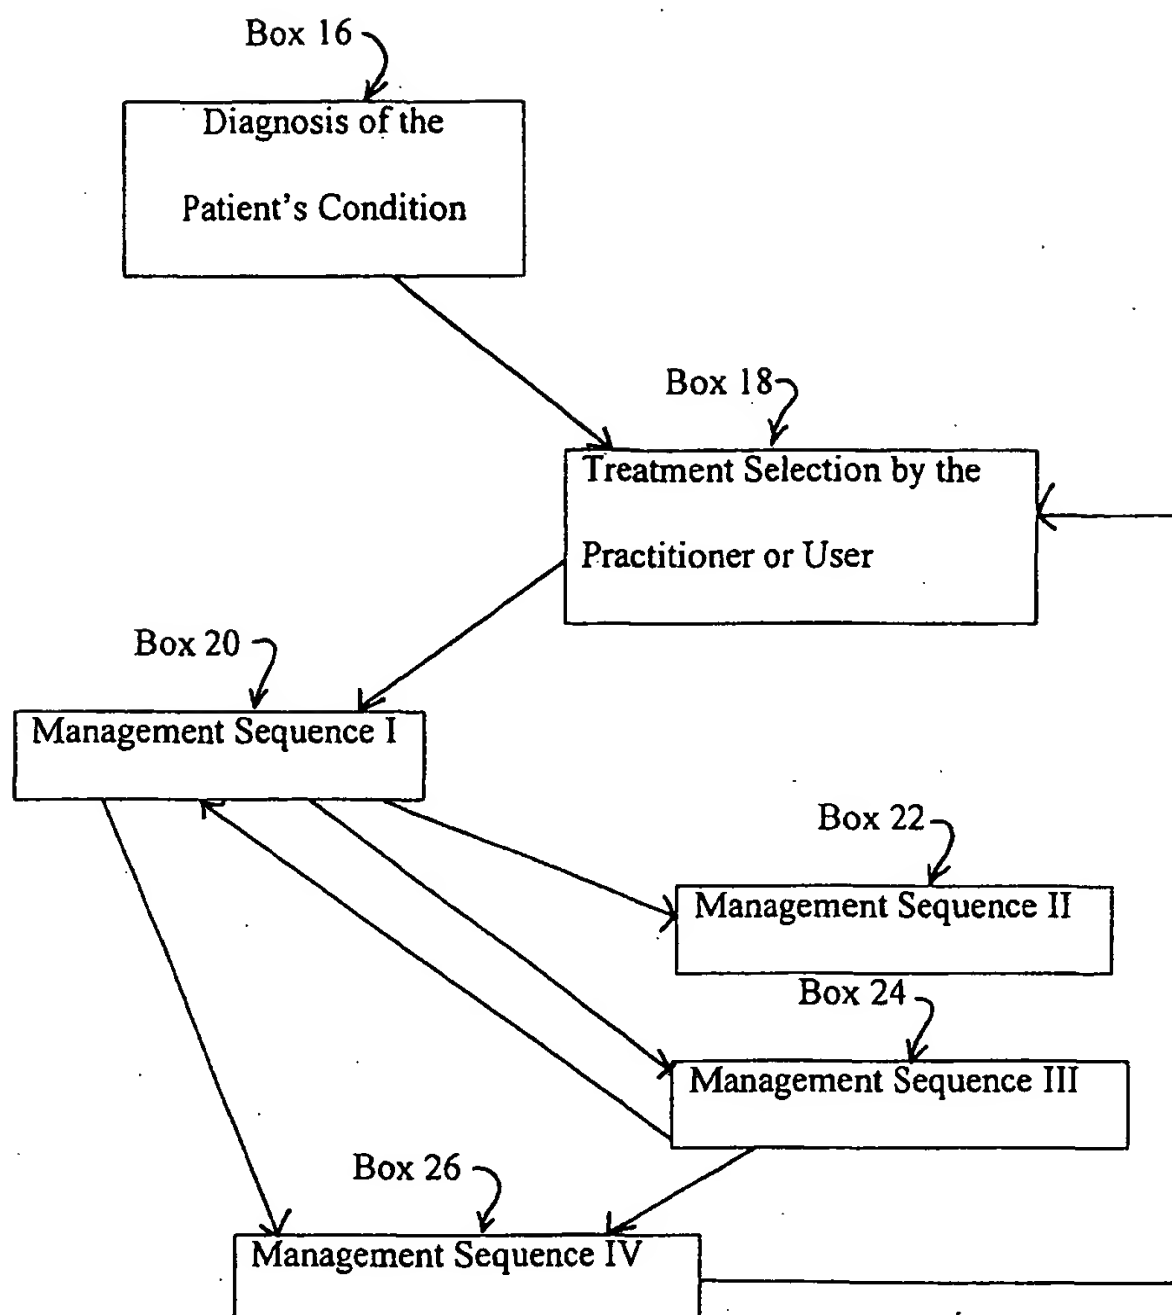 Box 16
Diagnosis of the
Patient's Condition
Box 18
Treatment Selection by the
Practitioner or User
Box 20
Management Sequence I
Box 22
Management Sequence II
Box 24
Management Sequence III
Box 26
Management Sequence IV